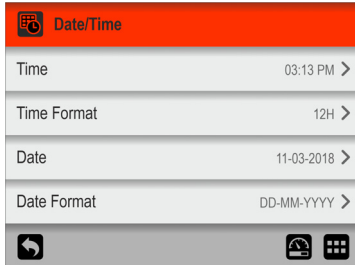 Date/Time
Time 03:13 PM
Time Format 12H
Date 11-03-2018
Date Format DD-MM-YYYY